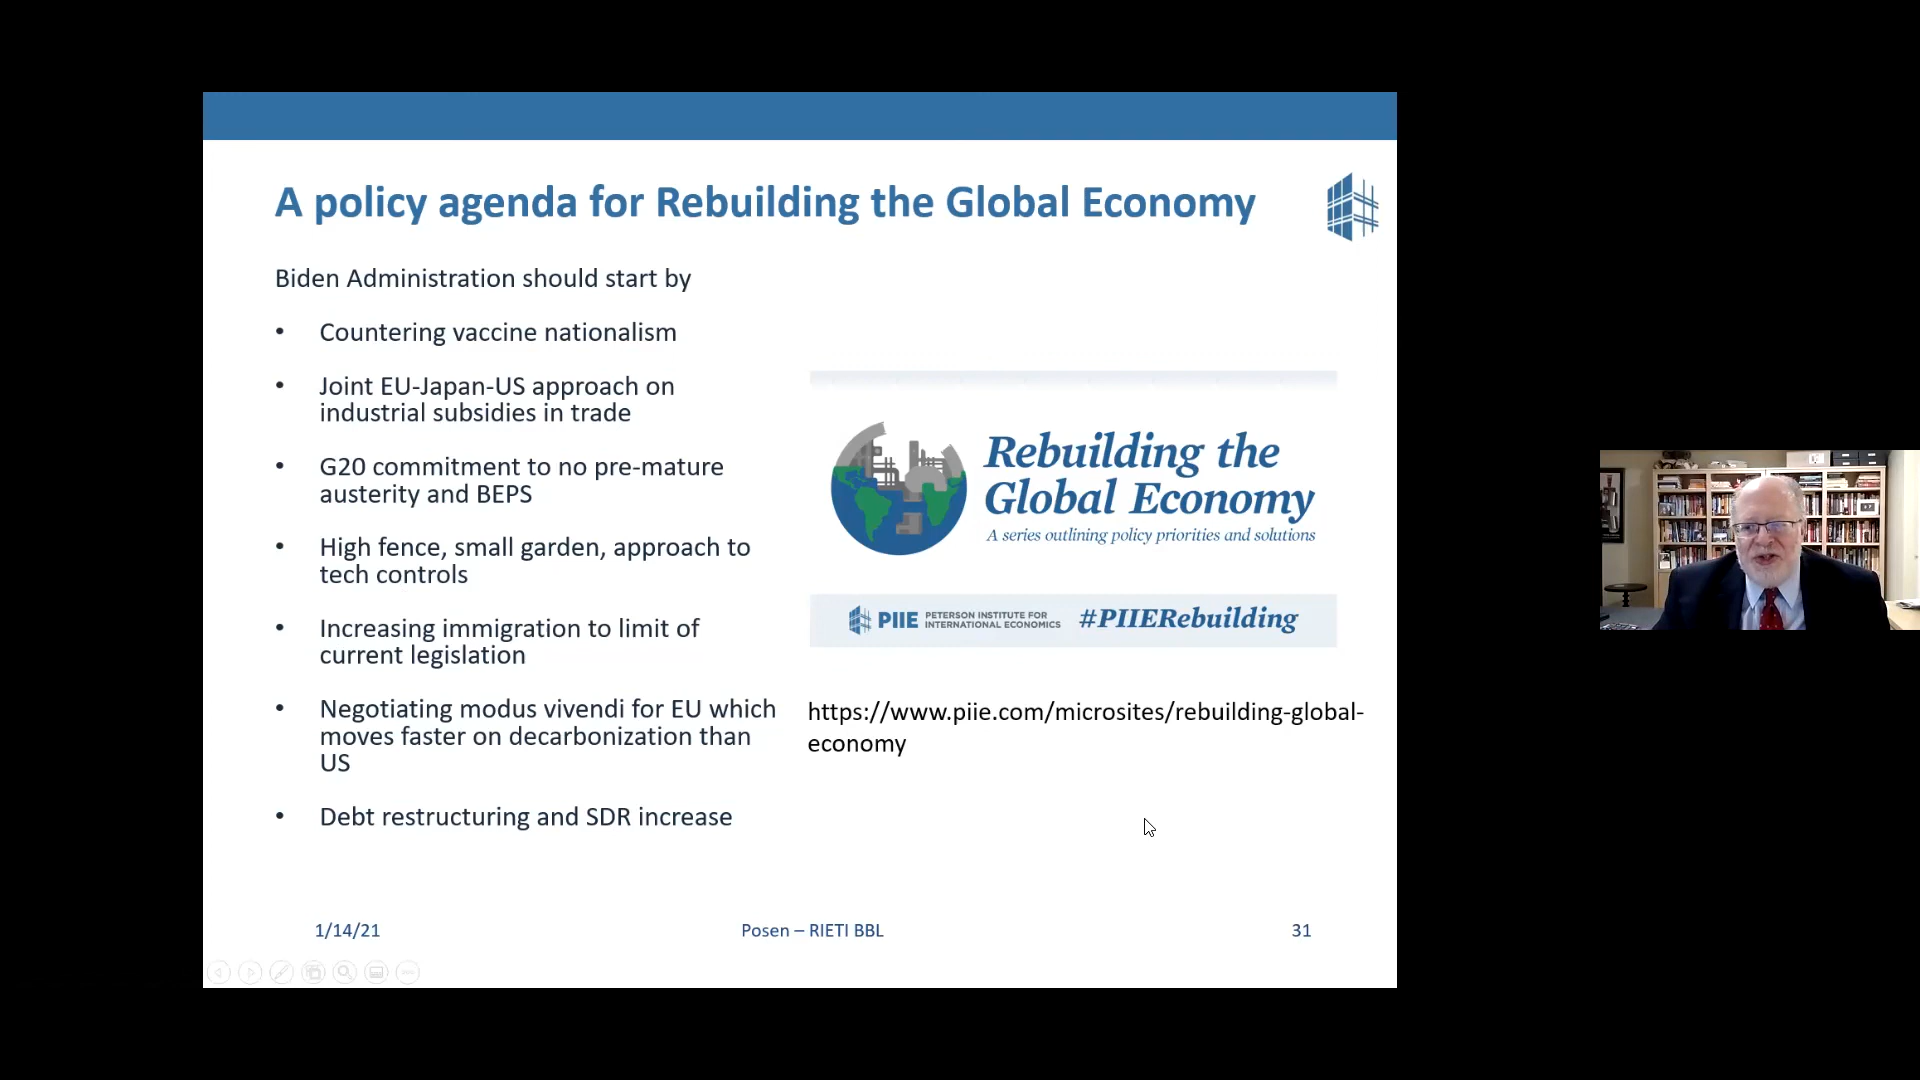 A policy agenda for Rebuilding the Global Economy
Biden Administration should start by
• Countering vaccine nationalism
• Joint EU-Japan-US approach on
industrial subsidies in trade
• G20 commitment to no pre-mature
austerity and BEPS
• High fence, small garden, approach to
tech controls
• Increasing immigration to limit of
current legislation
• Negotiating modus vivendi for EU which
moves faster on decarbonization than
US
• Debt restructuring and SDR increase
Rebuilding the
Global Economy
A series outlining policy priorities and solutions
PIIE PETERSON INSTITUTE FOR
INTERNATIONAL ECONOMICS
#PIIERebuilding
https://www.piie.com/microsites/rebuilding-global-
economy
1/14/21
Posen – RIETI BBL
31